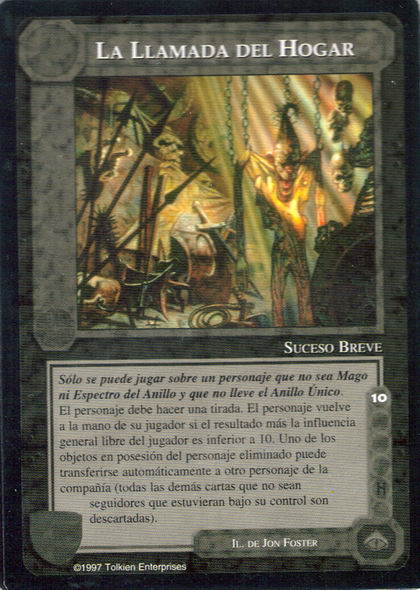 La Llamada del Hogar
Suceso Breve
Sólo se puede jugar sobre un personaje que no sea Mago
ni Espectro del Anillo y que no lleve el Anillo Único.
10
El personaje debe hacer una tirada. El personaje vuelve
a la mano de su jugador si el resultado más la influencia
general libre del jugador es inferior a 10. Uno de los
objetos en posesión del personaje eliminado puede
transferirse automáticamente a otro personaje de la
compañía (todas las demás cartas que no sean
seguidores que estuvieran bajo su control son
descartadas).
H
Il. de Jon Foster
©1997 Tolkien Enterprises